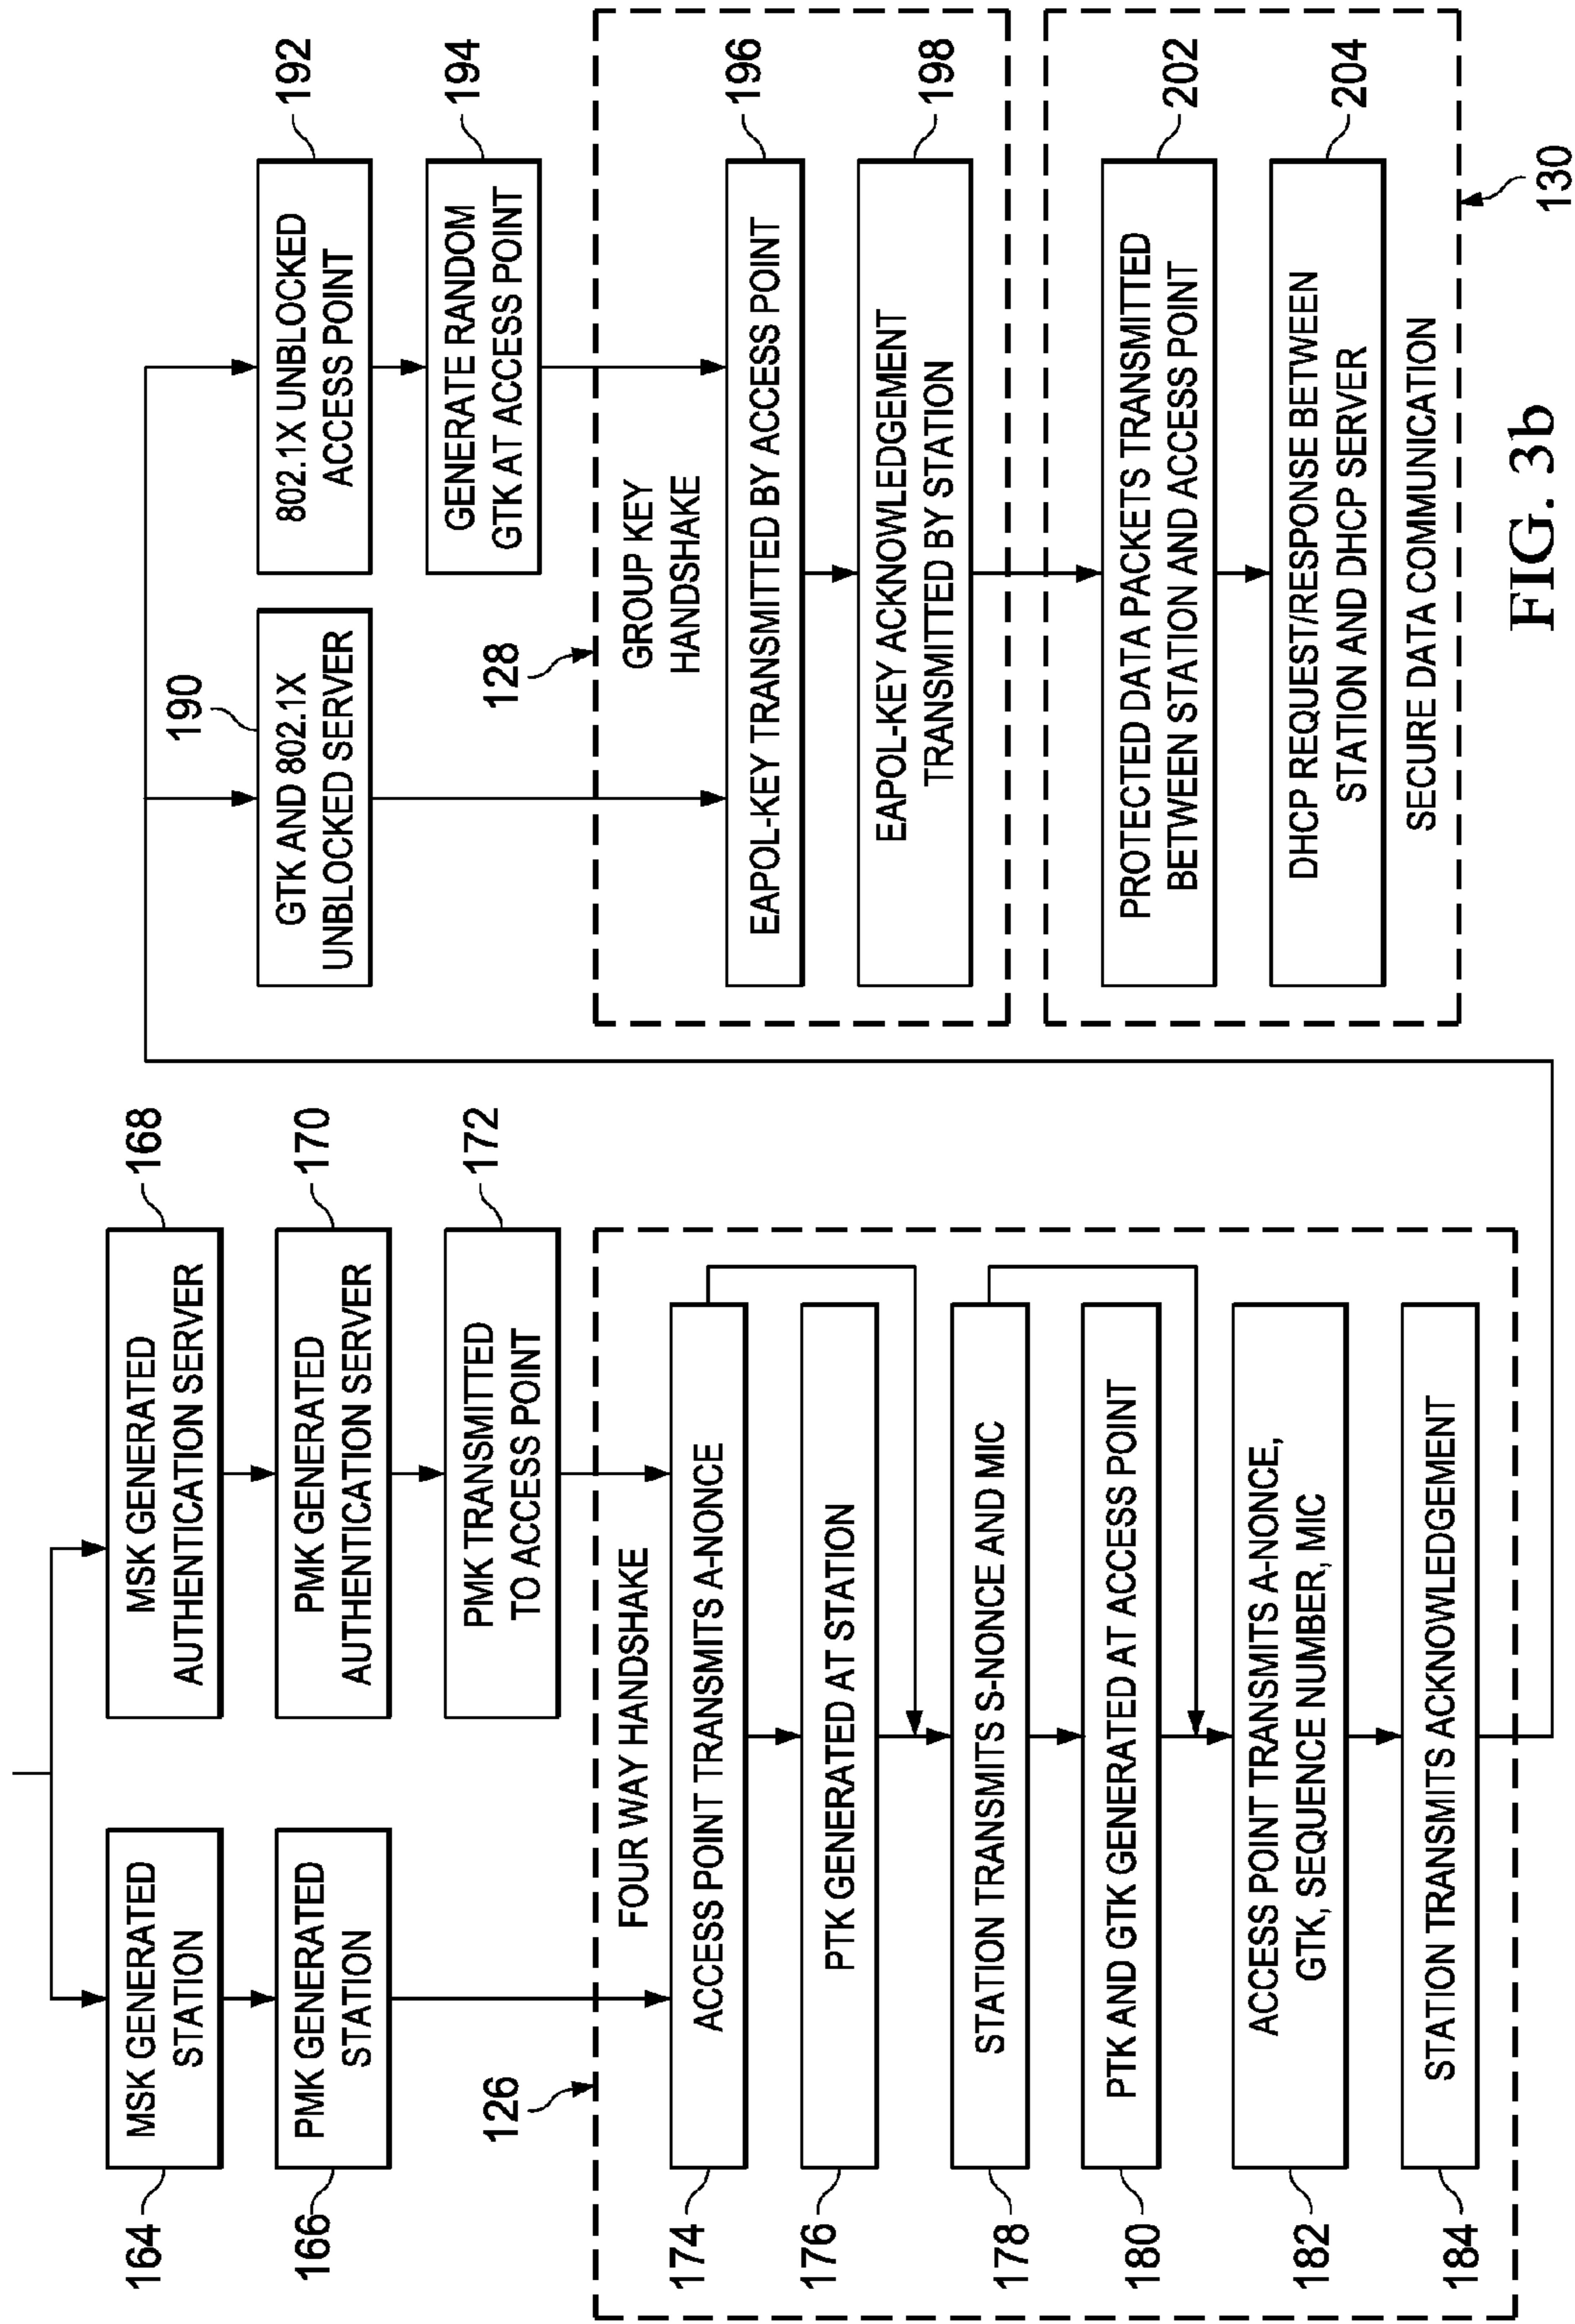 MSK GENERATED
STATION
164
PMK GENERATED
STATION
166
MSK GENERATED
AUTHENTICATION SERVER
168
PMK GENERATED
AUTHENTICATION SERVER
170
PMK TRANSMITTED
TO ACCESS POINT
172
126
FOUR WAY HANDSHAKE
ACCESS POINT TRANSMITS A-NONCE
174
PTK GENERATED AT STATION
176
STATION TRANSMITS S-NONCE AND MIC
178
PTK AND GTK GENERATED AT ACCESS POINT
180
ACCESS POINT TRANSMITS A-NONCE,
GTK, SEQUENCE NUMBER, MIC
182
STATION TRANSMITS ACKNOWLEDGEMENT
184
190
GTK AND 802.1X
UNBLOCKED SERVER
802.1X UNBLOCKED
ACCESS POINT
192
GENERATE RANDOM
GTK AT ACCESS POINT
194
128
GROUP KEY
HANDSHAKE
EAPOL-KEY TRANSMITTED BY ACCESS POINT
196
EAPOL-KEY ACKNOWLEDGEMENT
TRANSMITTED BY STATION
198
PROTECTED DATA PACKETS TRANSMITTED
BETWEEN STATION AND ACCESS POINT
202
DHCP REQUEST/RESPONSE BETWEEN
STATION AND DHCP SERVER
204
SECURE DATA COMMUNICATION
130
FIG. 3b